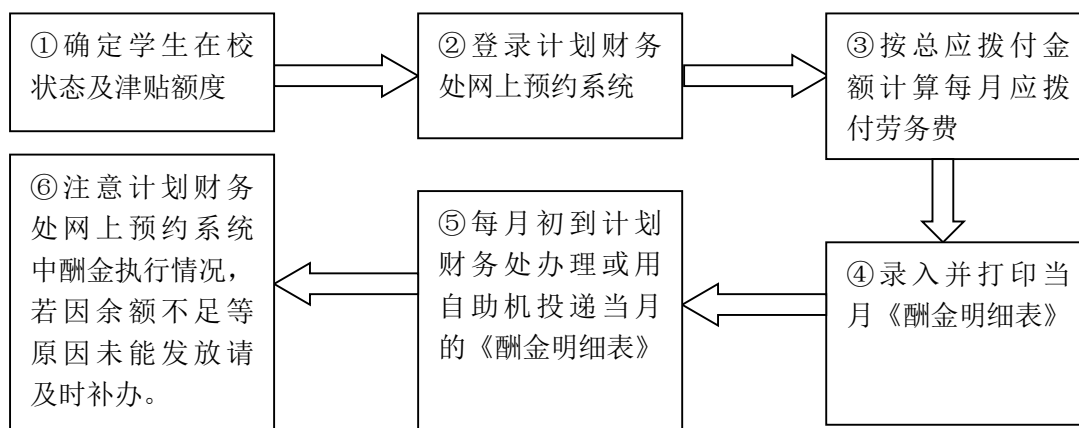 ①确定学生在校
状态及津贴额度
②登录计划财务
处网上预约系统
③按总应拨付金
额计算每月应拨
付劳务费
④录入并打印当
月《酬金明细表》
⑤每月初到计划
财务处办理或用
自助机投递当月
的《酬金明细表》
⑥注意计划财务
处网上预约系统
中酬金执行情况，
若因余额不足等
原因未能发放请
及时补办。